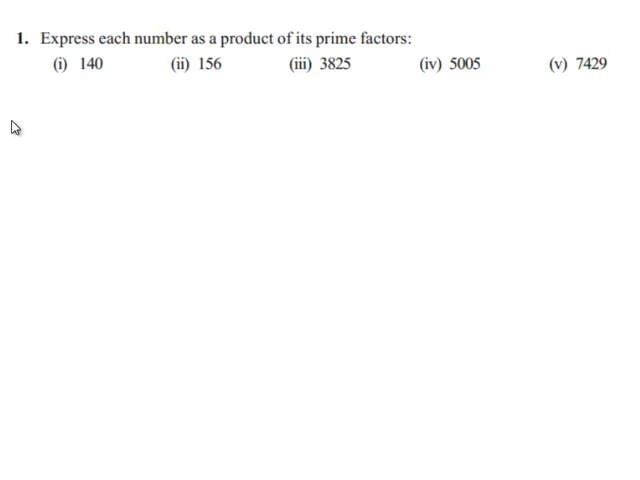 1. Express each number as a product of its prime factors:
(i) 140 (ii) 156 (iii) 3825 (iv) 5005 (v) 7429